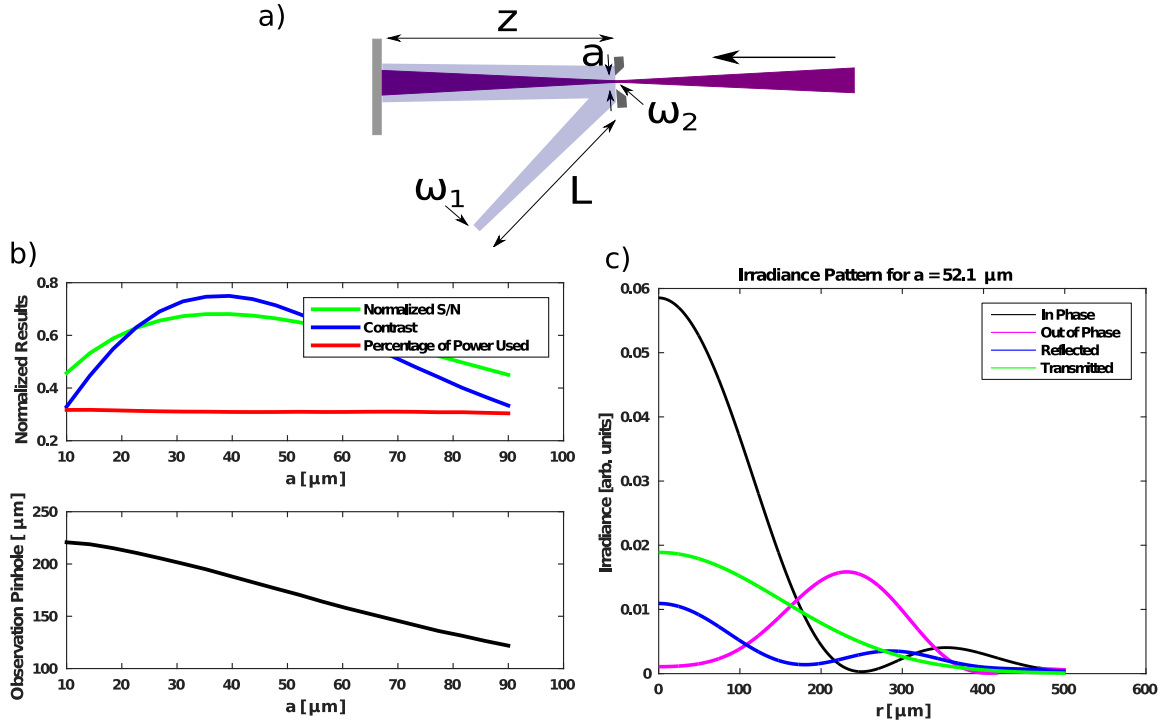 a)
z
a
ω2
L
ω1
b)
0.8
0.6
0.4
0.2
Normalized Results
Normalized S/N
Contrast
Percentage of Power Used
10 20 30 40 50 60 70 80 90 100
a [µm]
250
200
150
100
Observation Pinhole [ µm]
10 20 30 40 50 60 70 80 90 100
a [µm]
c)
Irradiance Pattern for a = 52.1 µm
0.06
0.05
0.04
0.03
0.02
0.01
0
Irradiance [arb. units]
In Phase
Out of Phase
Reflected
Transmitted
0 100 200 300 400 500 600
r [µm]